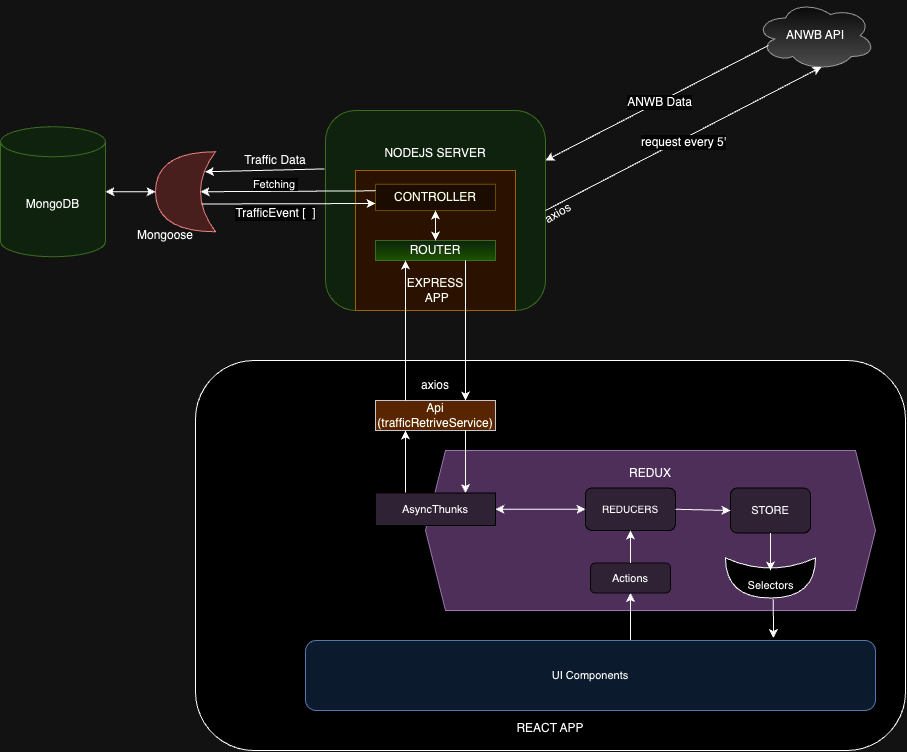 ANWB API
ANWB Data
request every 5'
axios
NODEJS SERVER
Traffic Data
Fetching
TrafficEvent [  ]
MongoDB
Mongoose
CONTROLLER
ROUTER
EXPRESS
APP
axios
Api
(trafficRetriveService)
REDUX
AsyncThunks
REDUCERS
STORE
Actions
Selectors
UI Components
REACT APP